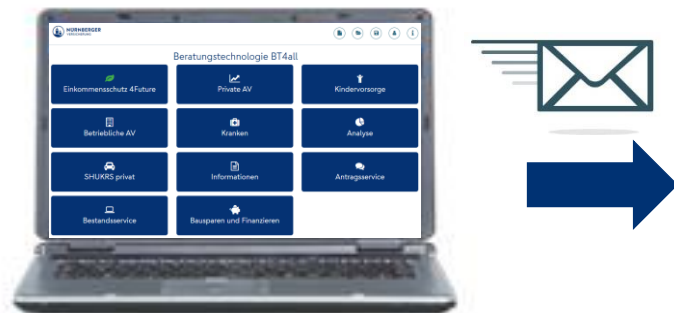 NÜRNBERGER
VERSICHERUNG
Beratungstechnologie BT4all
Einkommensschutz 4Future
Private AV
Kindervorsorge
Betriebliche AV
Kranken
Analyse
SHUKRS privat
Informationen
Antragsservice
Bestandsservice
Bausparen und Finanzieren